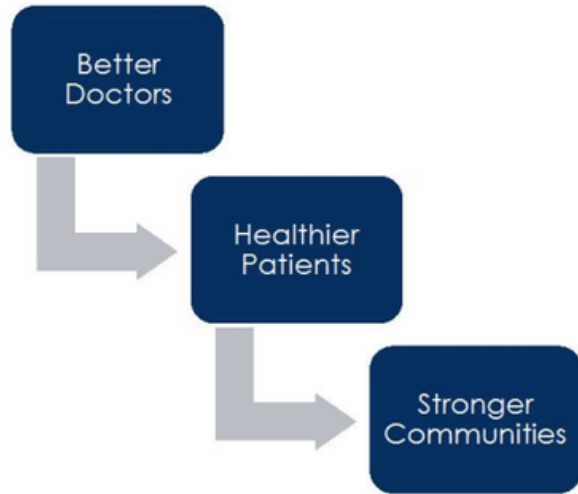 Better
Doctors
Healthier
Patients
Stronger
Communities